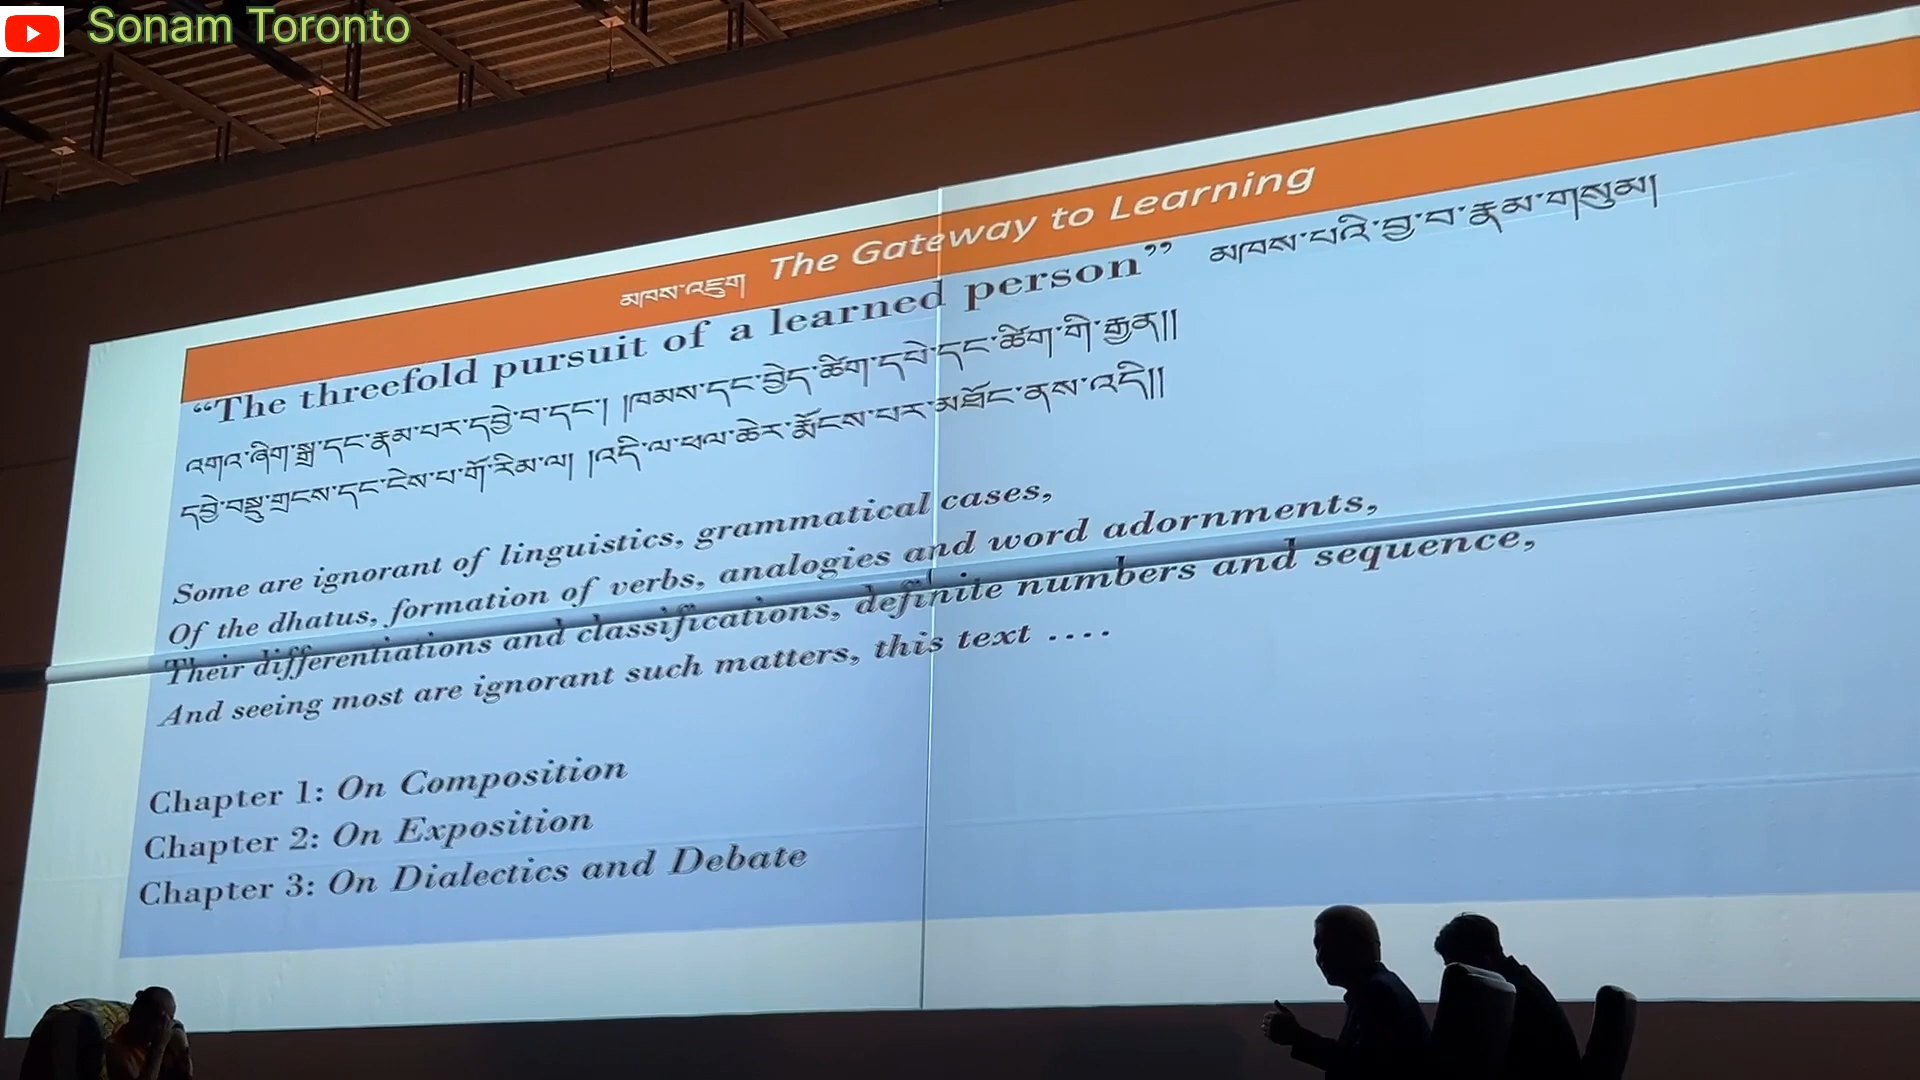 Sonam Toronto
མཁས་འཇུག The Gateway to Learning
“The threefold pursuit of a learned person” མཁས་པའི་བྱ་བ་རྣམ་གསུམ།
འགའ་ཞིག་སྒྲ་དང་རྣམ་པར་དབྱེ་བ་དང་། །ཁམས་དང་བྱེད་ཚིག་དཔེ་དང་ཚིག་གི་རྒྱན།།
དབྱེ་བསྡུ་གྲངས་དང་ངེས་པ་གོ་རིམ་ལ། །འདི་ལ་ཕལ་ཆེར་རྨོངས་པར་མཐོང་ནས་འདི།།
Some are ignorant of linguistics, grammatical cases,
Of the dhatus, formation of verbs, analogies and word adornments,
Their differentiations and classifications, definite numbers and sequence,
And seeing most are ignorant such matters, this text ....
Chapter 1: On Composition
Chapter 2: On Exposition
Chapter 3: On Dialectics and Debate